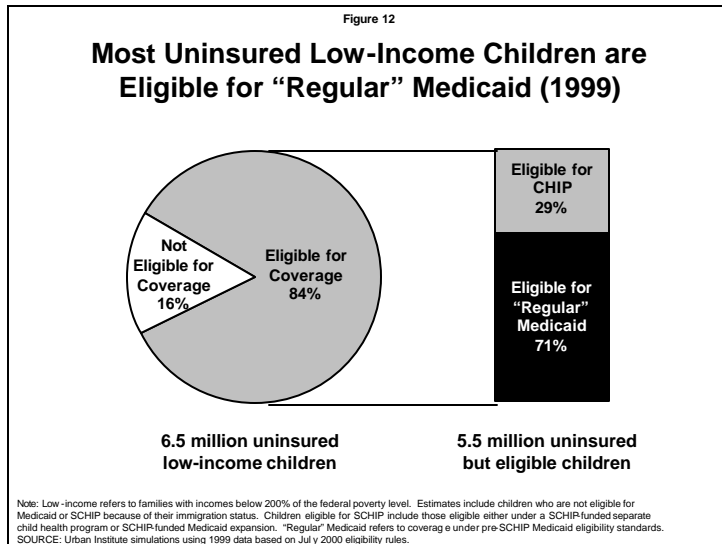 Figure 12
Most Uninsured Low-Income Children are
Eligible for “Regular” Medicaid (1999)
Not
Eligible for
Coverage
16%
Eligible for
Coverage
84%
Eligible for
CHIP
29%
Eligible for
“Regular”
Medicaid
71%
6.5 million uninsured
low-income children
5.5 million uninsured
but eligible children
Note: Low-income refers to families with incomes below 200% of the federal poverty level. Estimates include children who are not eligible for
Medicaid or SCHIP because of their immigration status. Children eligible for SCHIP include those eligible either under a SCHIP-funded separate
child health program or SCHIP-funded Medicaid expansion. “Regular” Medicaid refers to coverage under pre-SCHIP Medicaid eligibility standards.
SOURCE: Urban Institute simulations using 1999 data based on July 2000 eligibility rules.